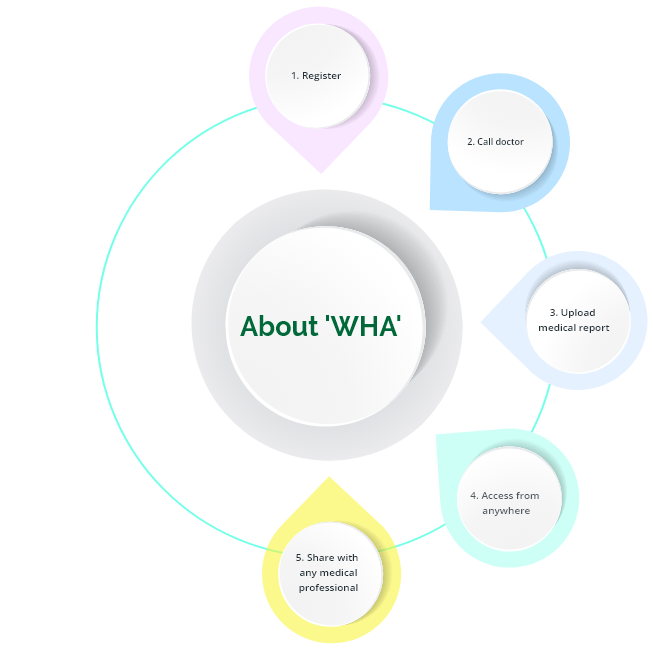 1. Register
2. Call doctor
3. Upload
medical report
About 'WHA'
4. Access from
anywhere
5. Share with
any medical
professional